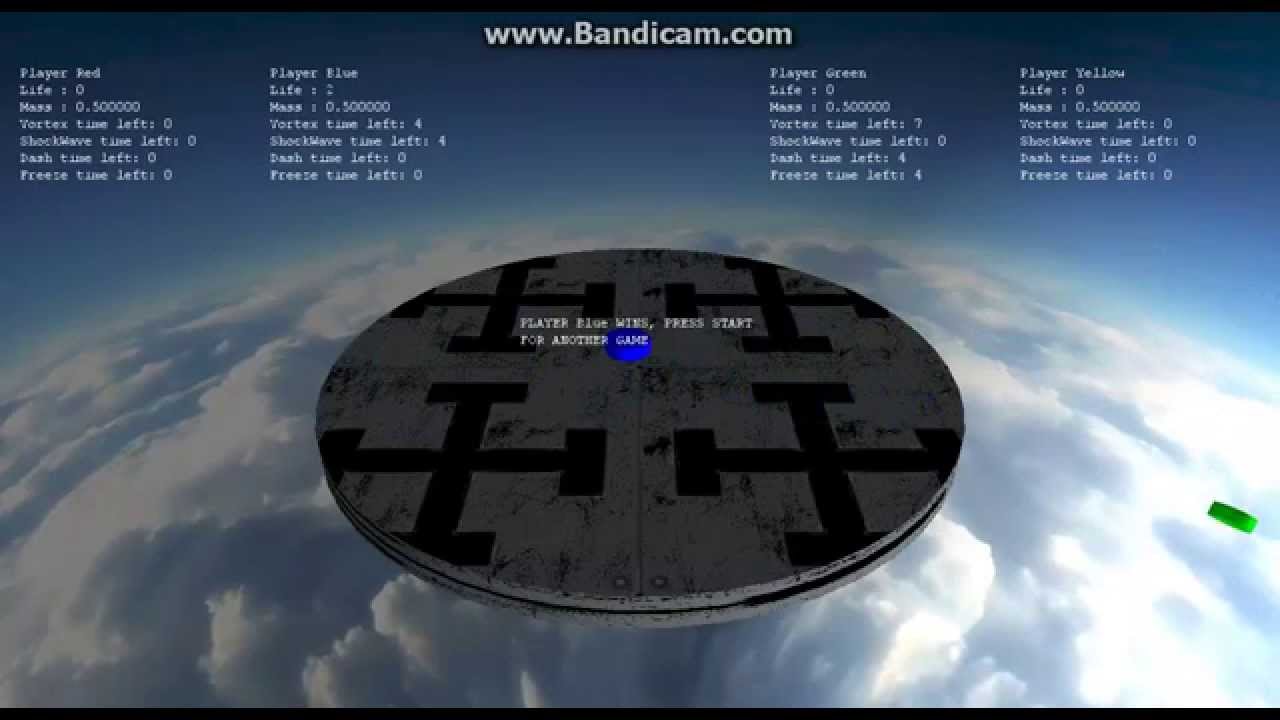 www.Bandicam.com
Player Red
Life : 0
Mass : 0.500000
Vortex time left: 0
ShockWave time left: 0
Dash time left: 0
Freeze time left: 0
Player Blue
Life : 2
Mass : 0.500000
Vortex time left: 4
ShockWave time left: 4
Dash time left: 0
Freeze time left: 0
Player Green
Life : 0
Mass : 0.500000
Vortex time left: 7
ShockWave time left: 0
Dash time left: 4
Freeze time left: 4
Player Yellow
Life : 0
Mass : 0.500000
Vortex time left: 0
ShockWave time left: 0
Dash time left: 0
Freeze time left: 0
PLAYER Blue WINS, PRESS START
FOR ANOTHER GAME